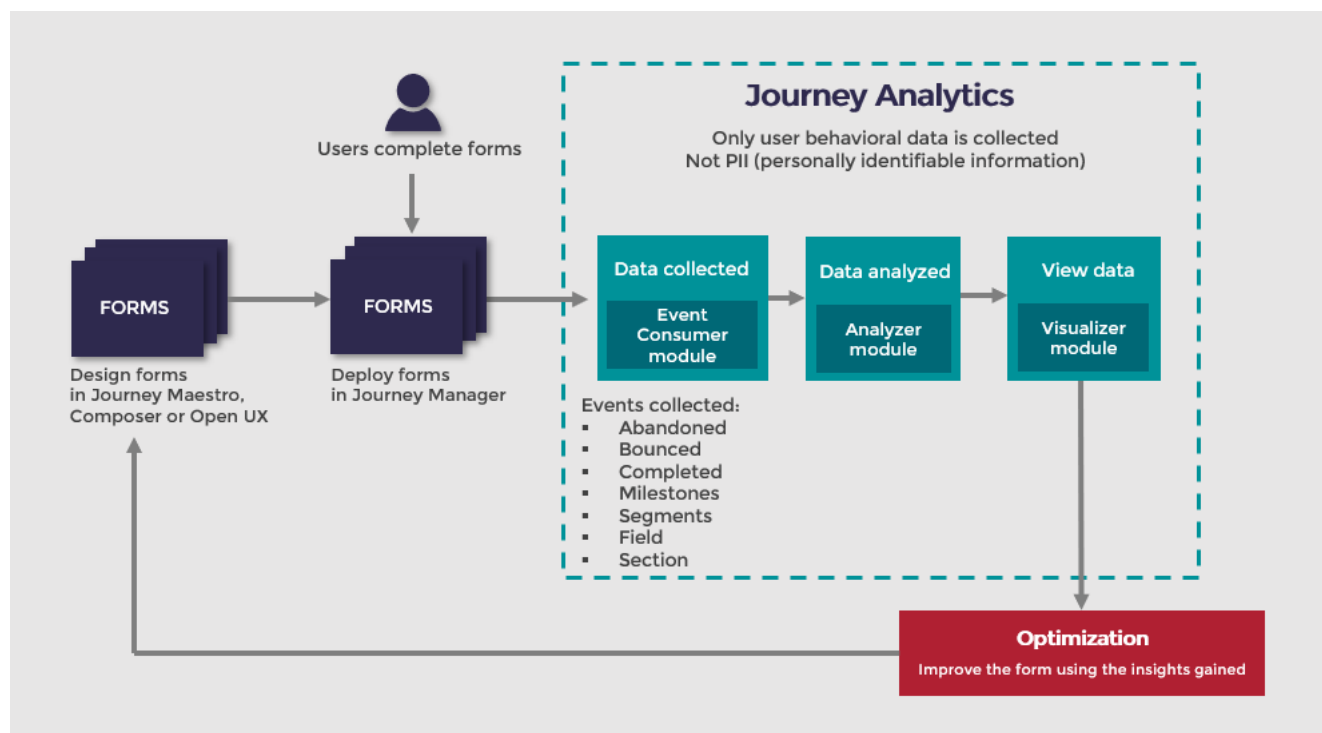 Journey Analytics
Only user behavioral data is collected
Not PII (personally identifiable information)
Users complete forms
FORMS
Design forms
in Journey Maestro,
Composer or Open UX
FORMS
Deploy forms
in Journey Manager
Data collected
Event
Consumer
module
Data analyzed
Analyzer
module
View data
Visualizer
module
Events collected:
▪ Abandoned
▪ Bounced
▪ Completed
▪ Milestones
▪ Segments
▪ Field
▪ Section
Optimization
Improve the form using the insights gained